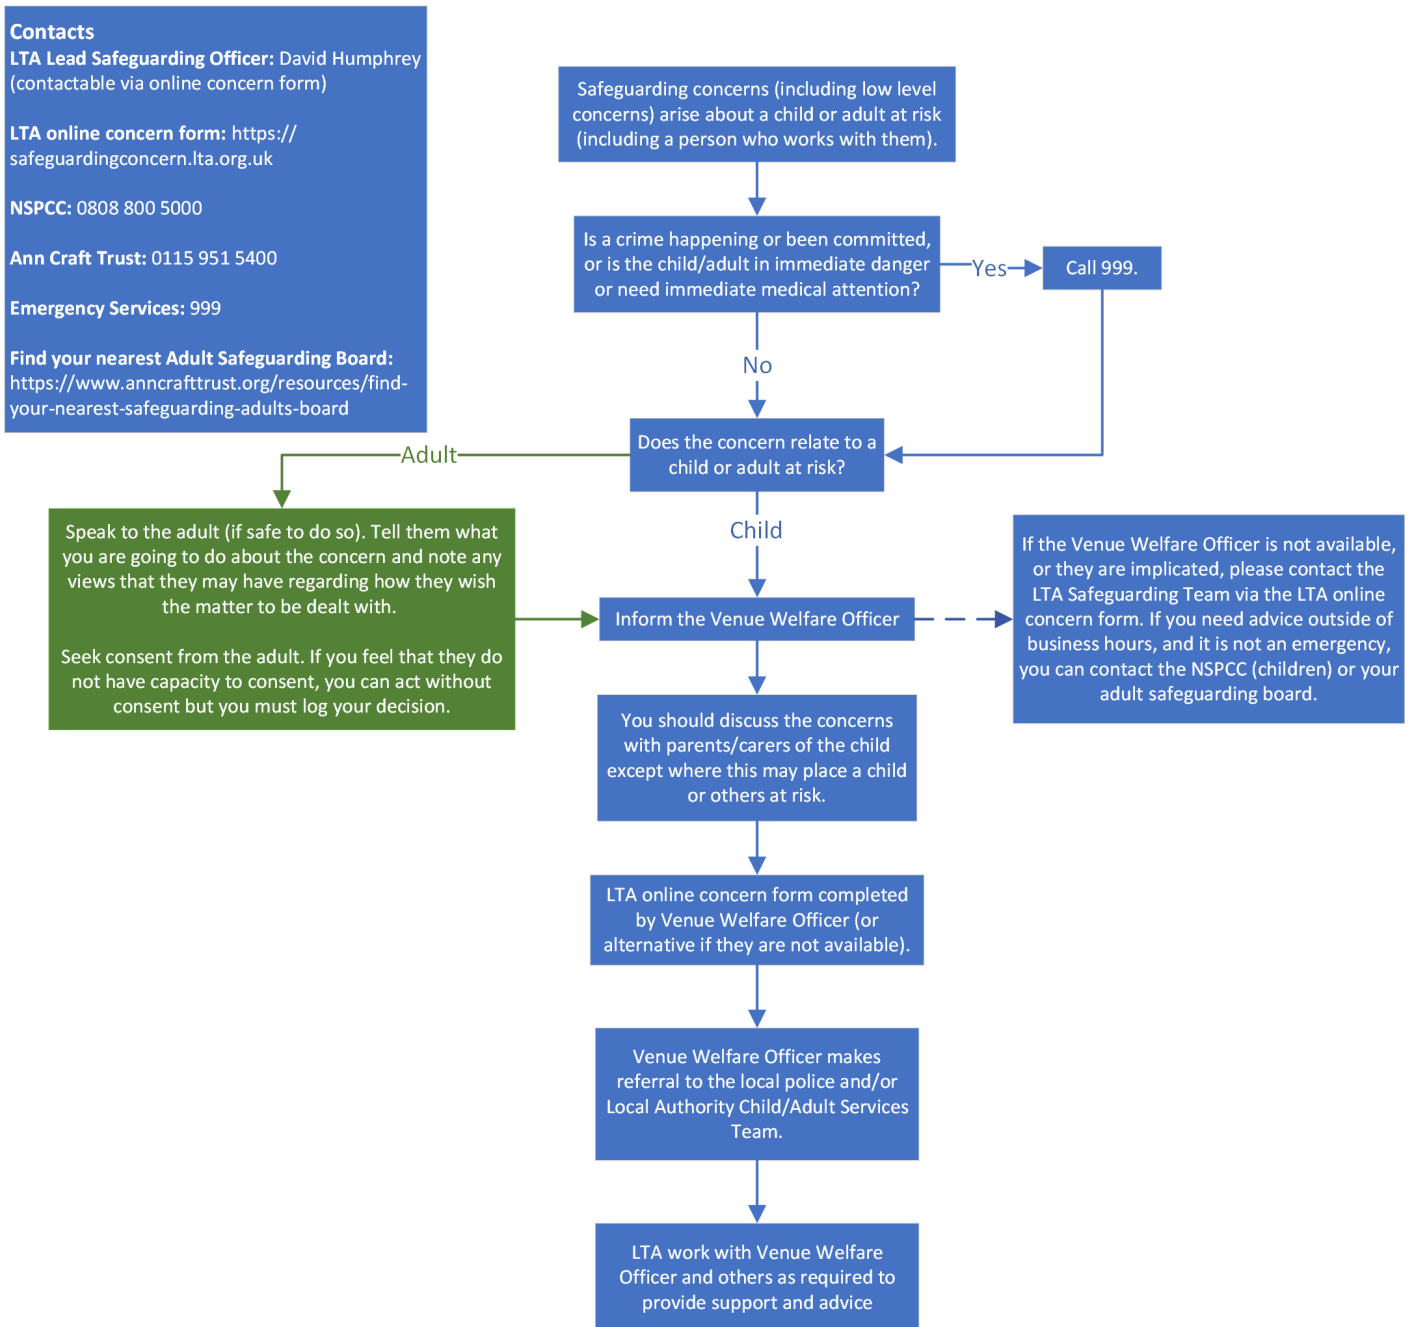 Contacts
LTA Lead Safeguarding Officer: David Humphrey
(contactable via online concern form)
LTA online concern form: https://
safeguardingconcern.lta.org.uk
NSPCC: 0808 800 5000
Ann Craft Trust: 0115 951 5400
Emergency Services: 999
Find your nearest Adult Safeguarding Board:
https://www.anncrafttrust.org/resources/find-
your-nearest-safeguarding-adults-board
Safeguarding concerns (including low level
concerns) arise about a child or adult at risk
(including a person who works with them).
Is a crime happening or been committed,
or is the child/adult in immediate danger
or need immediate medical attention?
Yes
Call 999.
No
Does the concern relate to a
child or adult at risk?
Adult
Speak to the adult (if safe to do so). Tell them what
you are going to do about the concern and note any
views that they may have regarding how they wish
the matter to be dealt with.
Seek consent from the adult. If you feel that they do
not have capacity to consent, you can act without
consent but you must log your decision.
Child
Inform the Venue Welfare Officer
If the Venue Welfare Officer is not available,
or they are implicated, please contact the
LTA Safeguarding Team via the LTA online
concern form. If you need advice outside of
business hours, and it is not an emergency,
you can contact the NSPCC (children) or your
adult safeguarding board.
You should discuss the concerns
with parents/carers of the child
except where this may place a child
or others at risk.
LTA online concern form completed
by Venue Welfare Officer (or
alternative if they are not available).
Venue Welfare Officer makes
referral to the local police and/or
Local Authority Child/Adult Services
Team.
LTA work with Venue Welfare
Officer and others as required to
provide support and advice